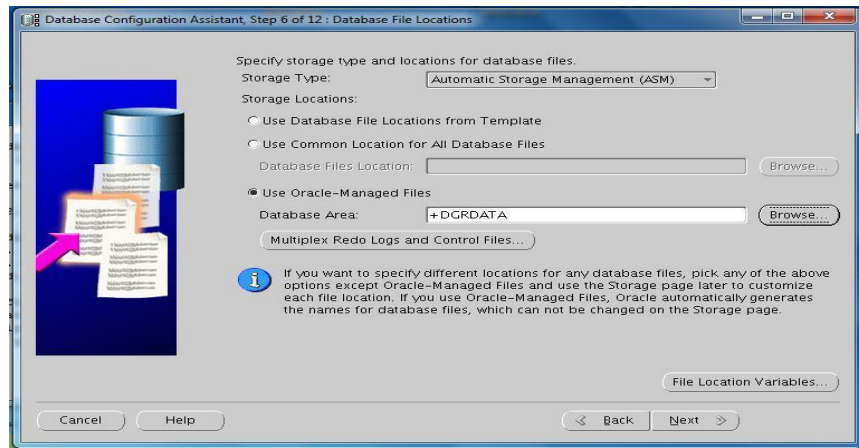 Database Configuration Assistant, Step 6 of 12 : Database File Locations
Specify storage type and locations for database files.
Storage Type: Automatic Storage Management (ASM)
Storage Locations:
Use Database File Locations from Template
Use Common Location for All Database Files
Database Files Location: Browse...
Use Oracle-Managed Files
Database Area: +DGRDATA Browse...
Multiplex Redo Logs and Control Files...
If you want to specify different locations for any database files, pick any of the above
options except Oracle-Managed Files and use the Storage page later to customize
each file location. If you use Oracle-Managed Files, Oracle automatically generates
the names for database files, which can not be changed on the Storage page.
File Location Variables...
Cancel Help Back Next